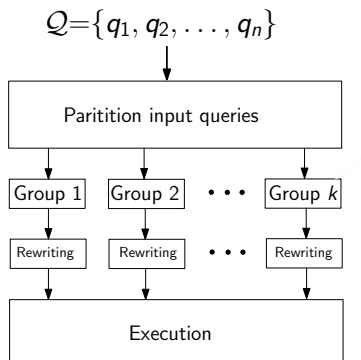 Q={q₁, q₂, . . . , qₙ}
Paritition input queries
Group 1 Group 2 • • • Group k
Rewriting Rewriting • • • Rewriting
Execution